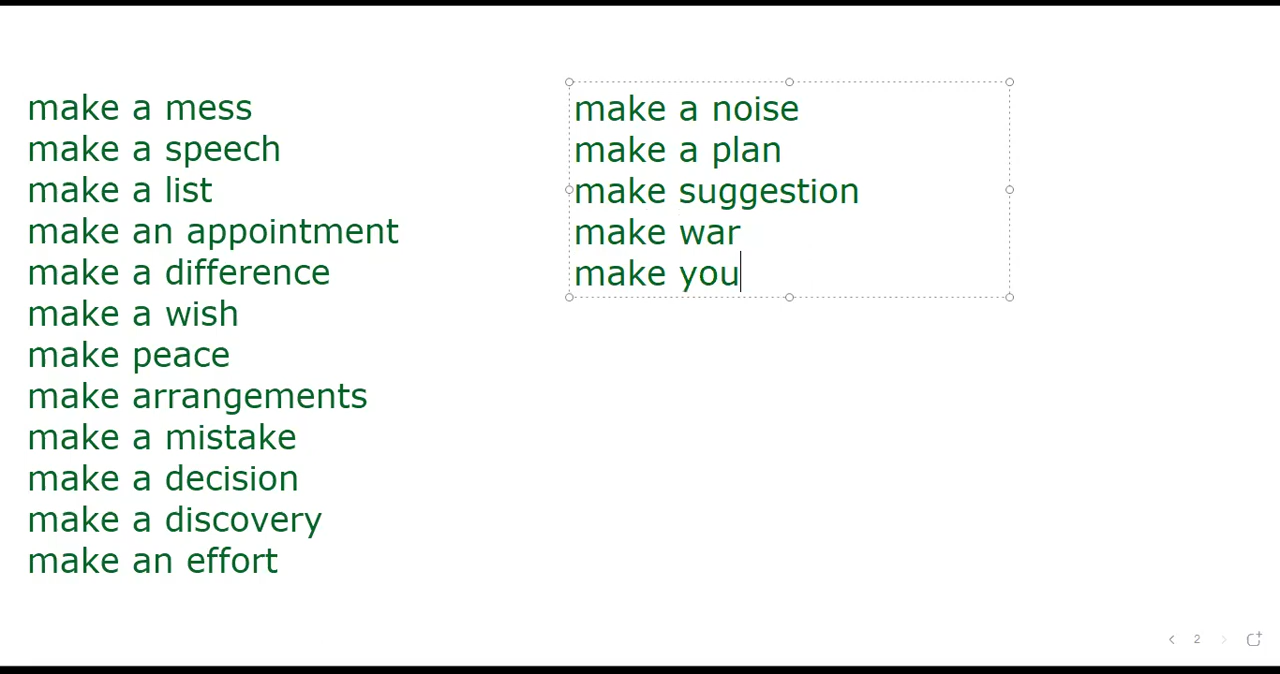 make a mess
make a speech
make a list
make an appointment
make a difference
make a wish
make peace
make arrangements
make a mistake
make a decision
make a discovery
make an effort
make a noise
make a plan
make suggestion
make war
make you
2